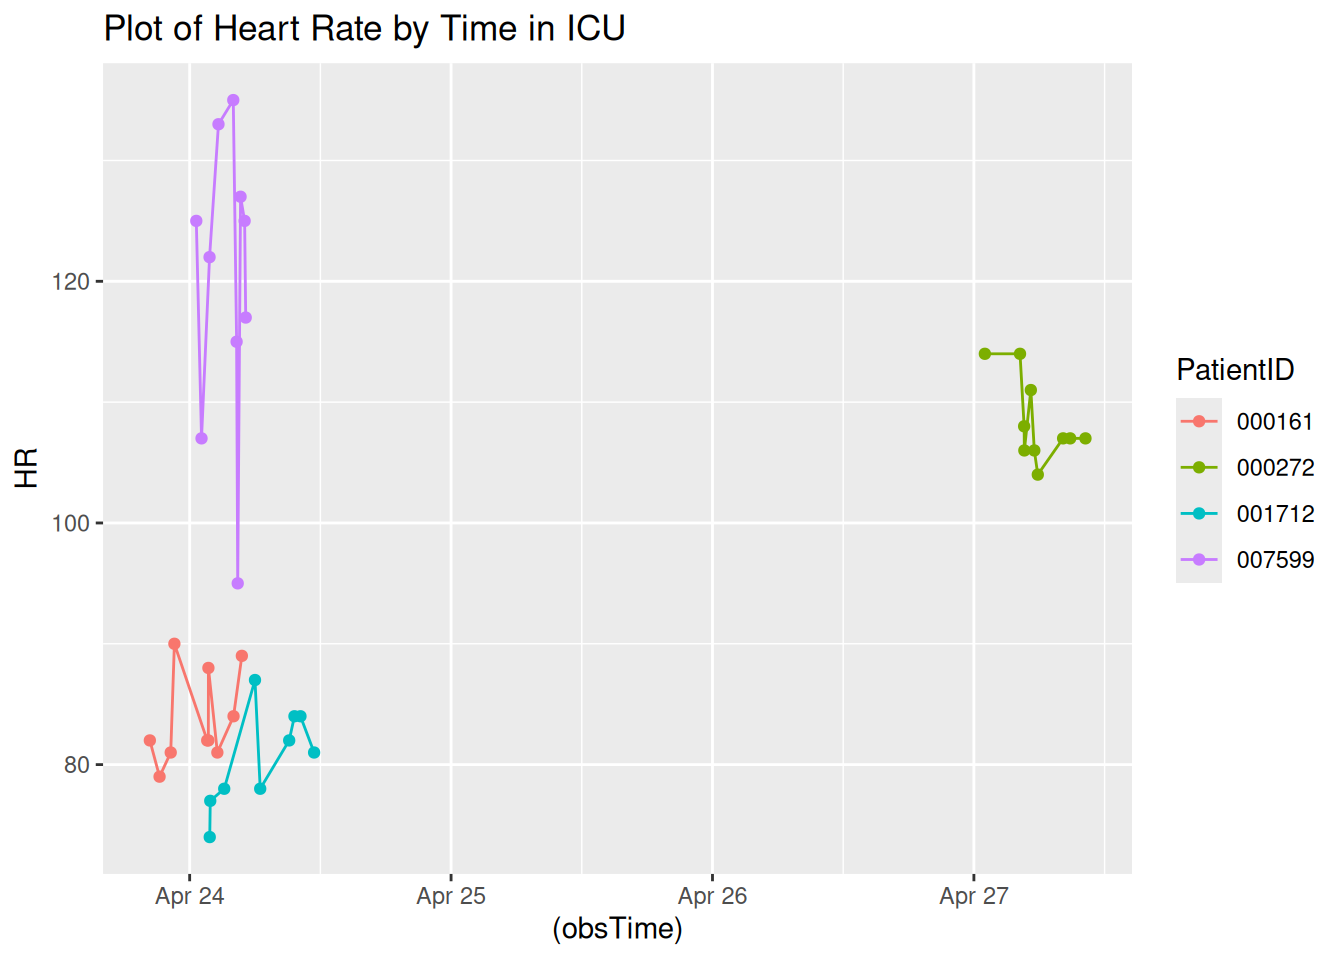 Plot of Heart Rate by Time in ICU
HR
120
100
80
Apr 24 Apr 25 Apr 26 Apr 27
(obsTime)
PatientID
000161
000272
001712
007599